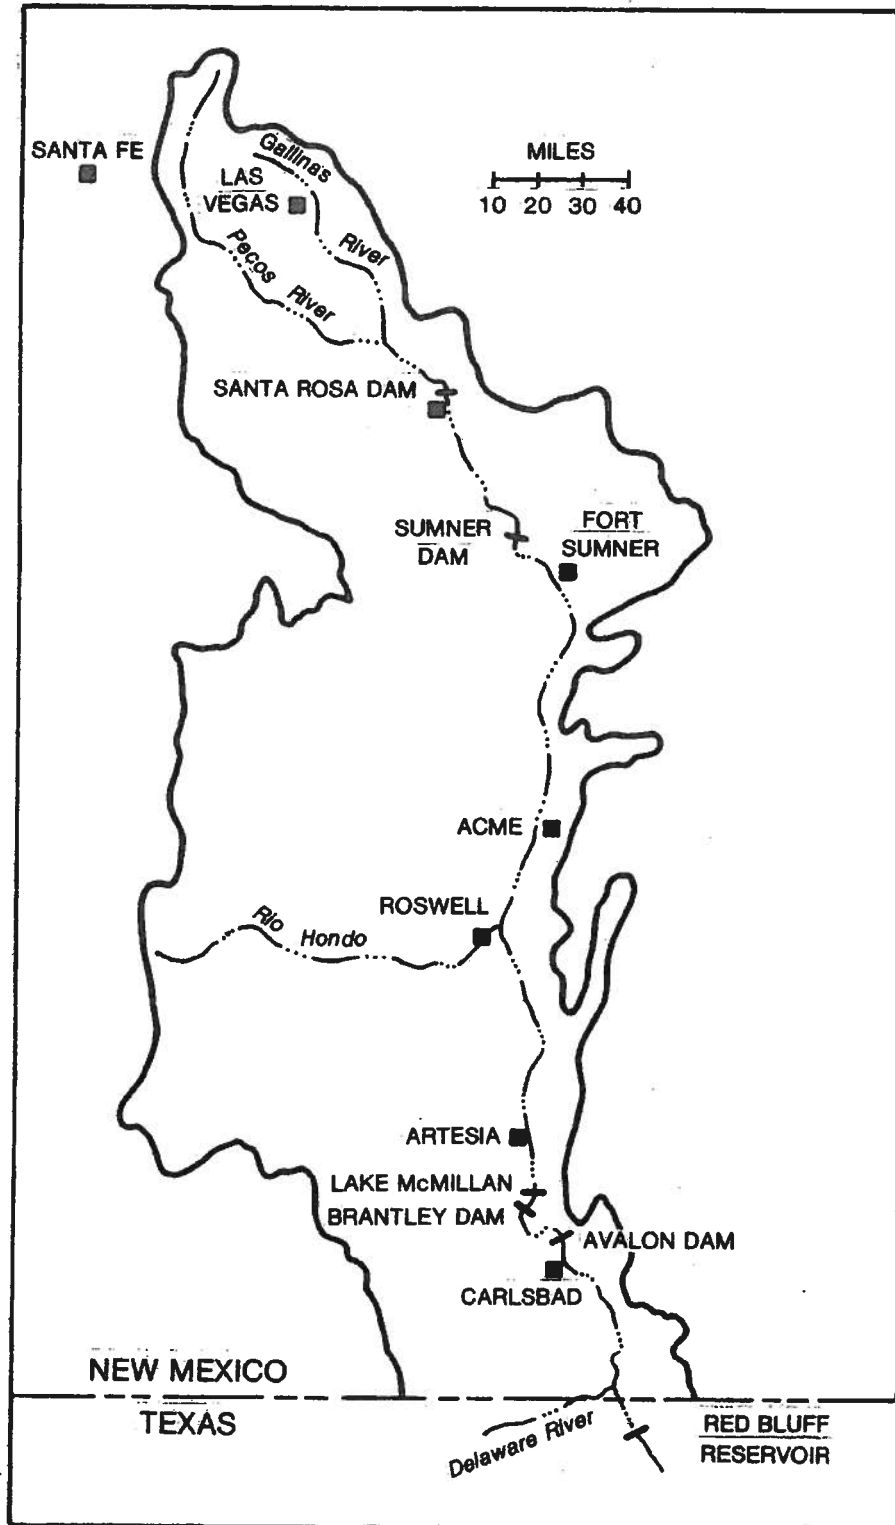 SANTA FE
Gallinas
MILES
LAS
VEGAS
10 20 30 40
Pecos
River
River
SANTA ROSA DAM
SUMNER
DAM
FORT
SUMNER
ACME
ROSWELL
Rio Hondo
ARTESIA
LAKE McMILLAN
BRANTLEY DAM
AVALON DAM
CARLSBAD
NEW MEXICO
TEXAS
Delaware River
RED BLUFF
RESERVOIR